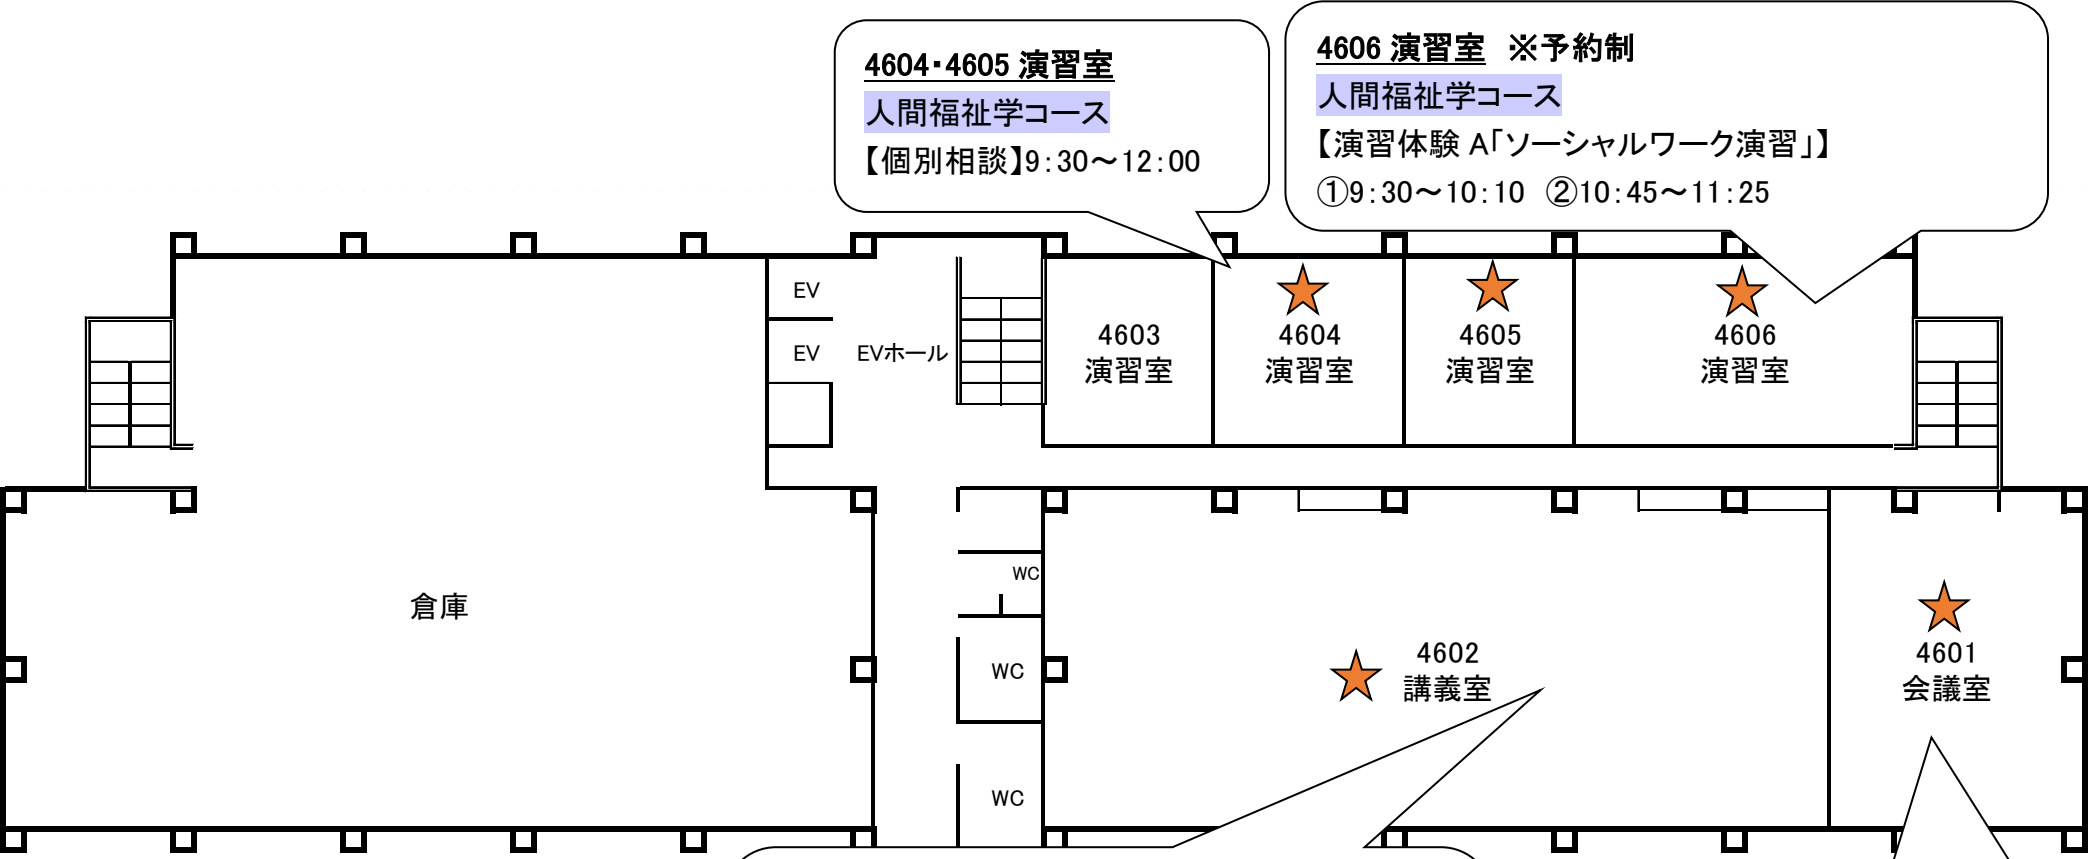 4604・4605 演習室
人間福祉学コース
【個別相談】9：30～12：00
4606 演習室　※予約制
人間福祉学コース
【演習体験 A「ソーシャルワーク演習」】
①9：30～10：10　②10：45～11：25
EV
EV
EVホール
4603
演習室
4604
演習室
4605
演習室
4606
演習室
倉庫
WC
WC
WC
4602
講義室
4601
会議室